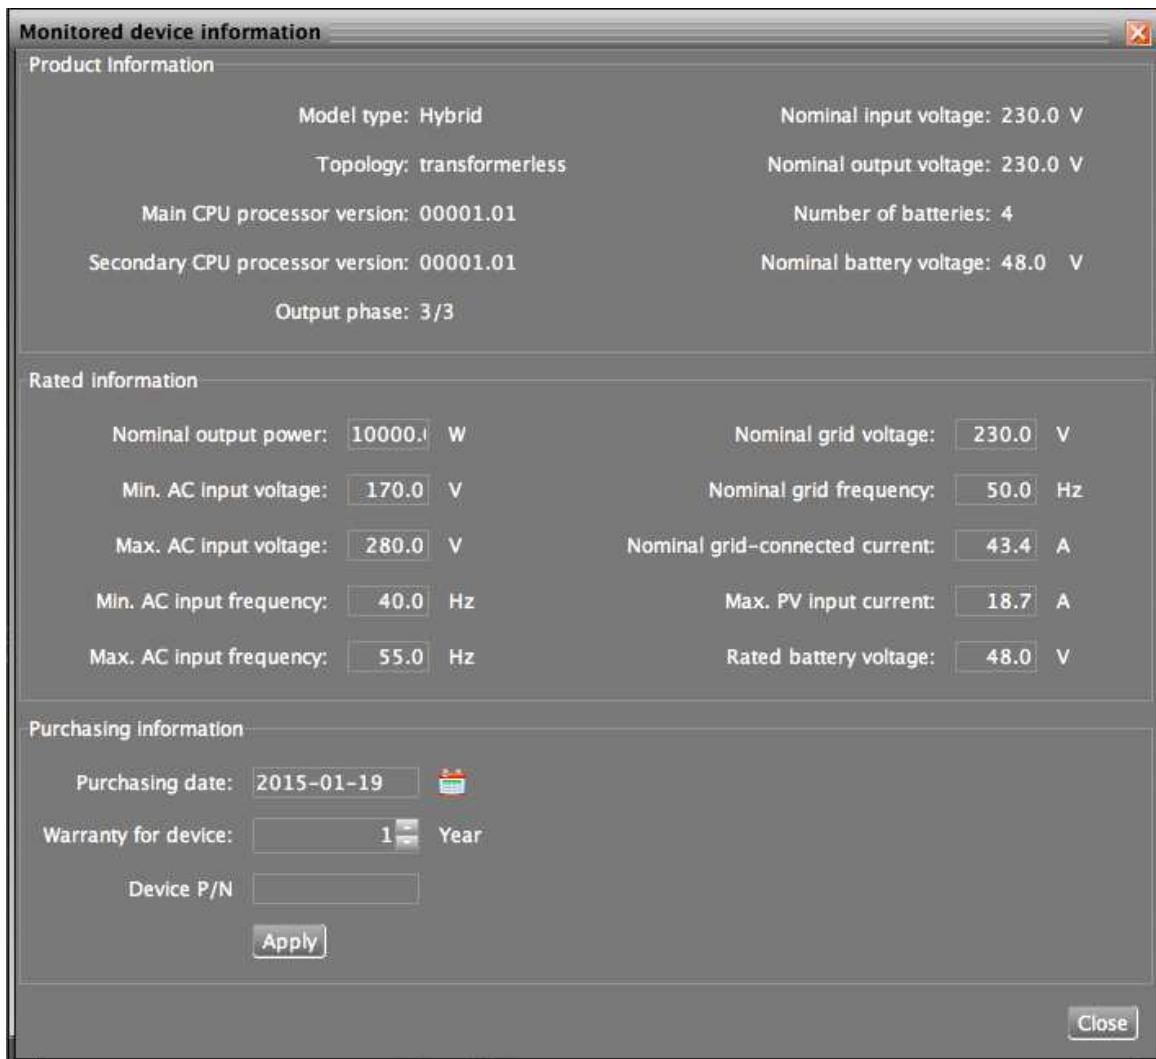 Monitored device information
Product Information
Model type: Hybrid
Nominal input voltage: 230.0 V
Topology: transformerless
Nominal output voltage: 230.0 V
Main CPU processor version: 00001.01
Number of batteries: 4
Secondary CPU processor version: 00001.01
Nominal battery voltage: 48.0 V
Output phase: 3/3
Rated information
Nominal output power: 10000. W
Nominal grid voltage: 230.0 V
Min. AC input voltage: 170.0 V
Nominal grid frequency: 50.0 Hz
Max. AC input voltage: 280.0 V
Nominal grid-connected current: 43.4 A
Min. AC input frequency: 40.0 Hz
Max. PV input current: 18.7 A
Max. AC input frequency: 55.0 Hz
Rated battery voltage: 48.0 V
Purchasing information
Purchasing date: 2015-01-19
Warranty for device: 1 Year
Device P/N
Apply
Close